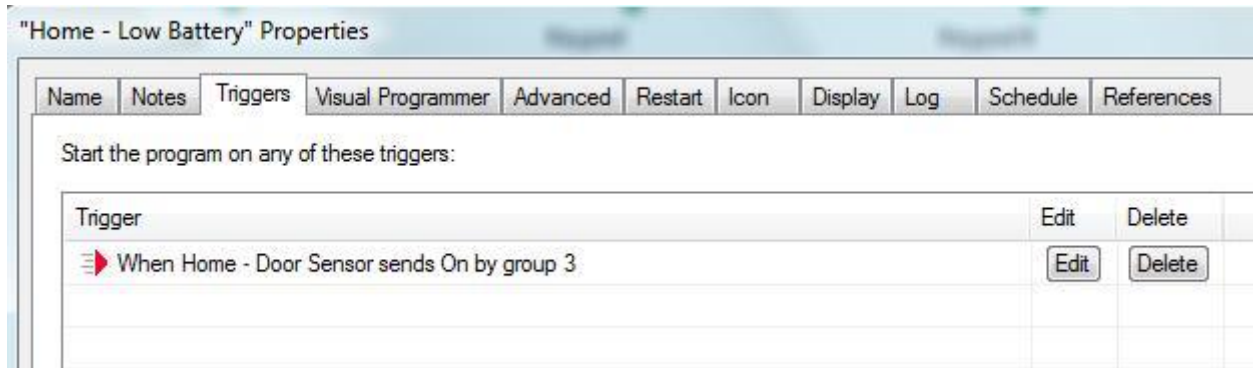 "Home - Low Battery" Properties
Name Notes Triggers Visual Programmer Advanced Restart Icon Display Log Schedule References
Start the program on any of these triggers:
Trigger Edit Delete
When Home - Door Sensor sends On by group 3 Edit Delete